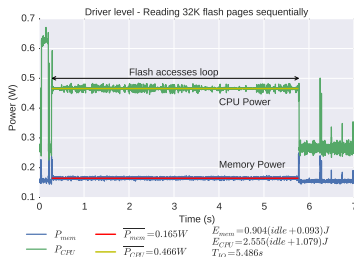 Driver level - Reading 32K flash pages sequentially
0.7
0.6
0.5
0.4
0.3
0.2
0.1
Power (W)
Flash accesses loop
CPU Power
Memory Power
0 1 2 3 4 5 6 7
Time (s)
P_mem
P_CPU
\overline{P_mem}=0.165W
\overline{P_CPU}=0.466W
E_mem=0.904(idle+0.093)J
E_CPU=2.555(idle+1.079)J
T_IO=5.486s